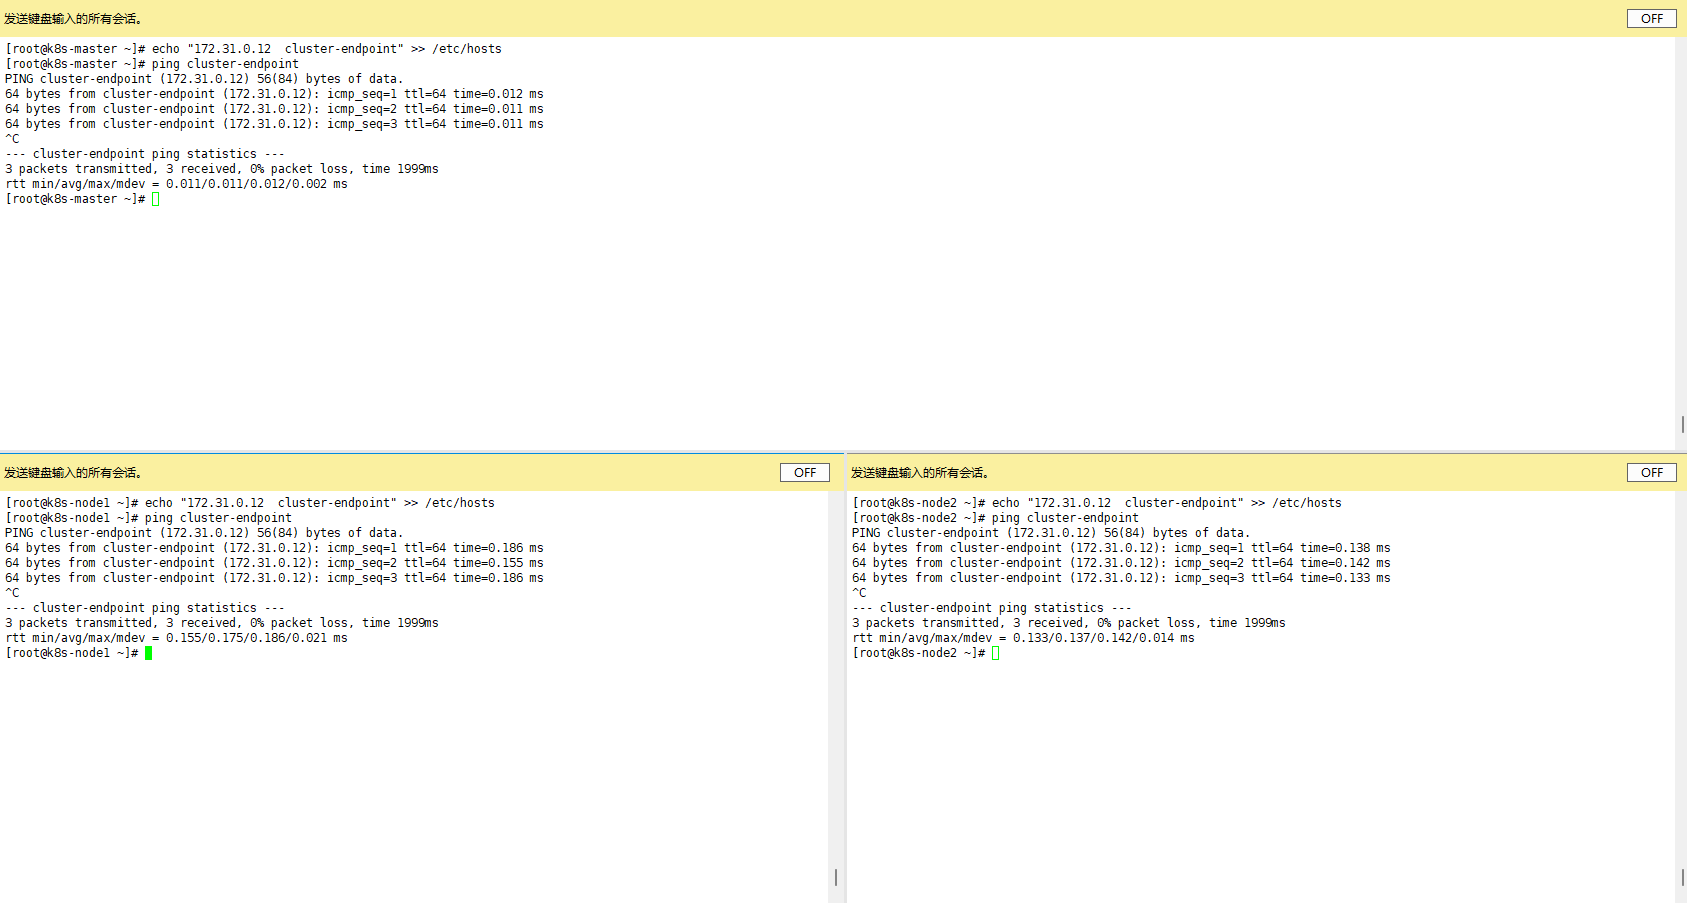 发送键盘输入的所有会话。 OFF
[root@k8s-master ~]# echo "172.31.0.12  cluster-endpoint" >> /etc/hosts
[root@k8s-master ~]# ping cluster-endpoint
PING cluster-endpoint (172.31.0.12) 56(84) bytes of data.
64 bytes from cluster-endpoint (172.31.0.12): icmp_seq=1 ttl=64 time=0.012 ms
64 bytes from cluster-endpoint (172.31.0.12): icmp_seq=2 ttl=64 time=0.011 ms
64 bytes from cluster-endpoint (172.31.0.12): icmp_seq=3 ttl=64 time=0.011 ms
^C
--- cluster-endpoint ping statistics ---
3 packets transmitted, 3 received, 0% packet loss, time 1999ms
rtt min/avg/max/mdev = 0.011/0.011/0.012/0.002 ms
[root@k8s-master ~]#
发送键盘输入的所有会话。 OFF
[root@k8s-node1 ~]# echo "172.31.0.12  cluster-endpoint" >> /etc/hosts
[root@k8s-node1 ~]# ping cluster-endpoint
PING cluster-endpoint (172.31.0.12) 56(84) bytes of data.
64 bytes from cluster-endpoint (172.31.0.12): icmp_seq=1 ttl=64 time=0.186 ms
64 bytes from cluster-endpoint (172.31.0.12): icmp_seq=2 ttl=64 time=0.155 ms
64 bytes from cluster-endpoint (172.31.0.12): icmp_seq=3 ttl=64 time=0.186 ms
^C
--- cluster-endpoint ping statistics ---
3 packets transmitted, 3 received, 0% packet loss, time 1999ms
rtt min/avg/max/mdev = 0.155/0.175/0.186/0.021 ms
[root@k8s-node1 ~]#
发送键盘输入的所有会话。 OFF
[root@k8s-node2 ~]# echo "172.31.0.12  cluster-endpoint" >> /etc/hosts
[root@k8s-node2 ~]# ping cluster-endpoint
PING cluster-endpoint (172.31.0.12) 56(84) bytes of data.
64 bytes from cluster-endpoint (172.31.0.12): icmp_seq=1 ttl=64 time=0.138 ms
64 bytes from cluster-endpoint (172.31.0.12): icmp_seq=2 ttl=64 time=0.142 ms
64 bytes from cluster-endpoint (172.31.0.12): icmp_seq=3 ttl=64 time=0.133 ms
^C
--- cluster-endpoint ping statistics ---
3 packets transmitted, 3 received, 0% packet loss, time 1999ms
rtt min/avg/max/mdev = 0.133/0.137/0.142/0.014 ms
[root@k8s-node2 ~]#